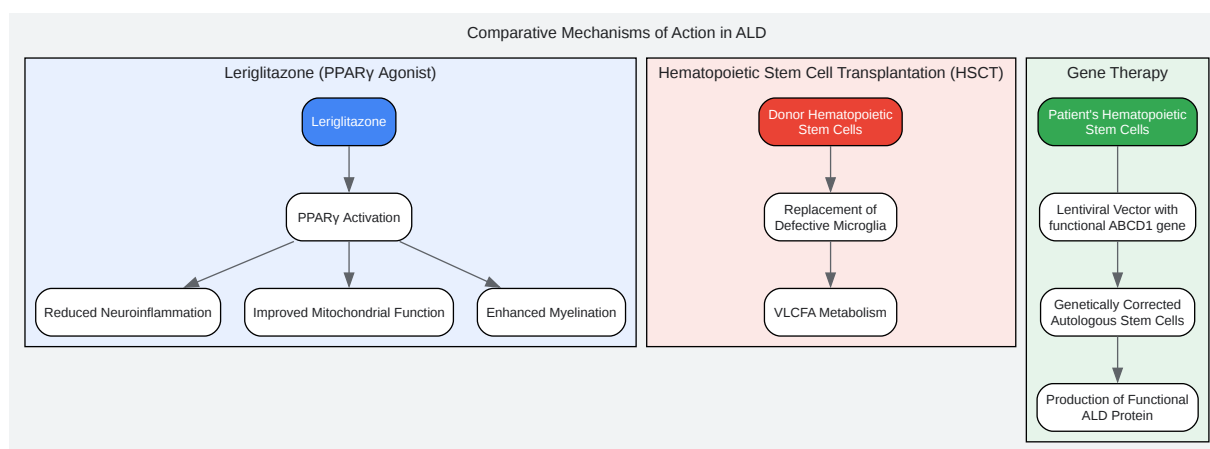 Comparative Mechanisms of Action in ALD
Leriglitazone (PPARγ Agonist)
Leriglitazone
PPARγ Activation
Reduced Neuroinflammation
Improved Mitochondrial Function
Enhanced Myelination
Hematopoietic Stem Cell Transplantation (HSCT)
Donor Hematopoietic
Stem Cells
Replacement of
Defective Microglia
VLCFA Metabolism
Gene Therapy
Patient's Hematopoietic
Stem Cells
Lentiviral Vector with
functional ABCD1 gene
Genetically Corrected
Autologous Stem Cells
Production of Functional
ALD Protein